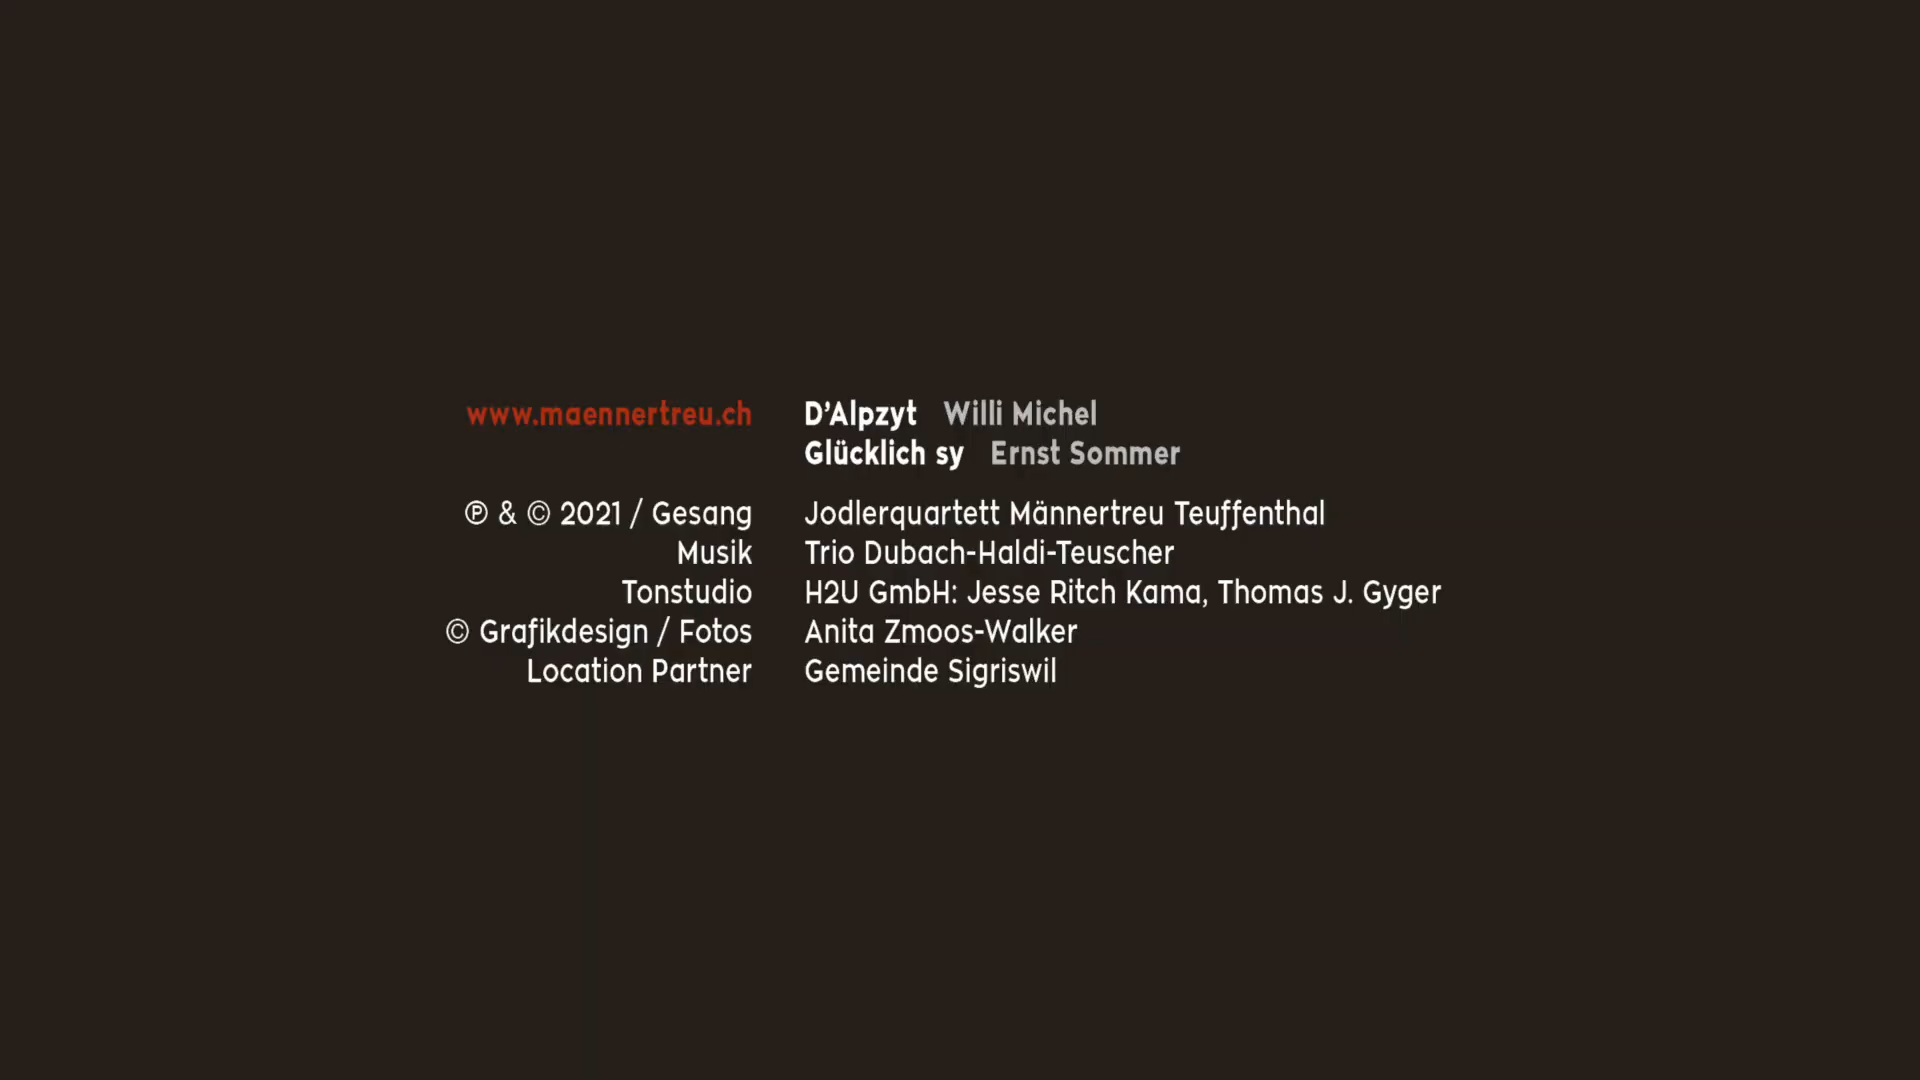 www.maennertreu.ch D’Alpzyt Willi Michel
Glücklich sy Ernst Sommer
℗ & © 2021 / Gesang Jodlerquartett Männertreu Teuffenthal
Musik Trio Dubach-Haldi-Teuscher
Tonstudio H2U GmbH: Jesse Ritch Kama, Thomas J. Gyger
© Grafikdesign / Fotos Anita Zmoos-Walker
Location Partner Gemeinde Sigriswil